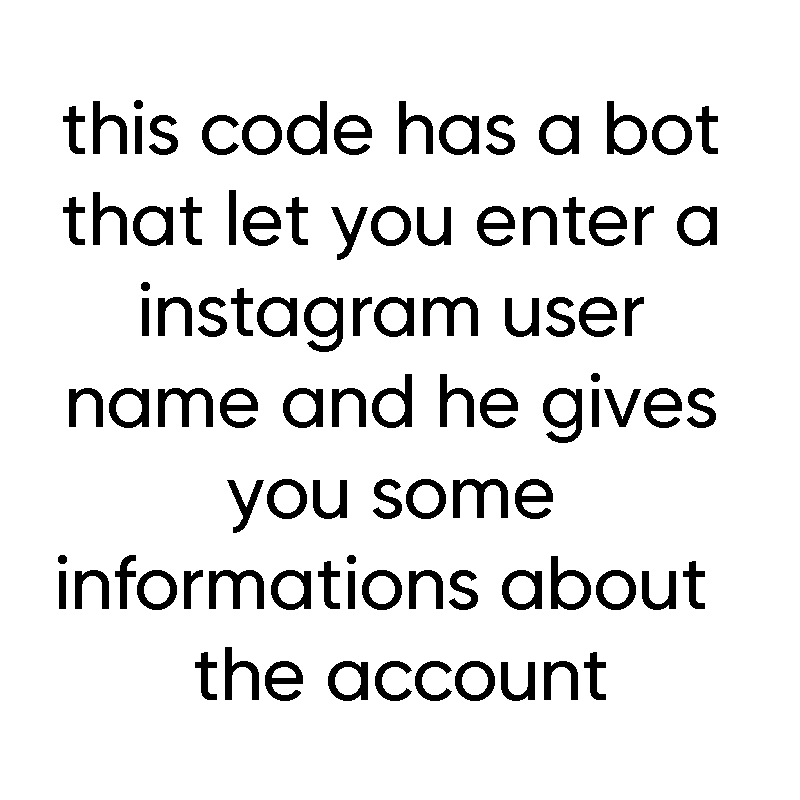 this code has a bot
that let you enter a
instagram user
name and he gives
you some
informations about
the account